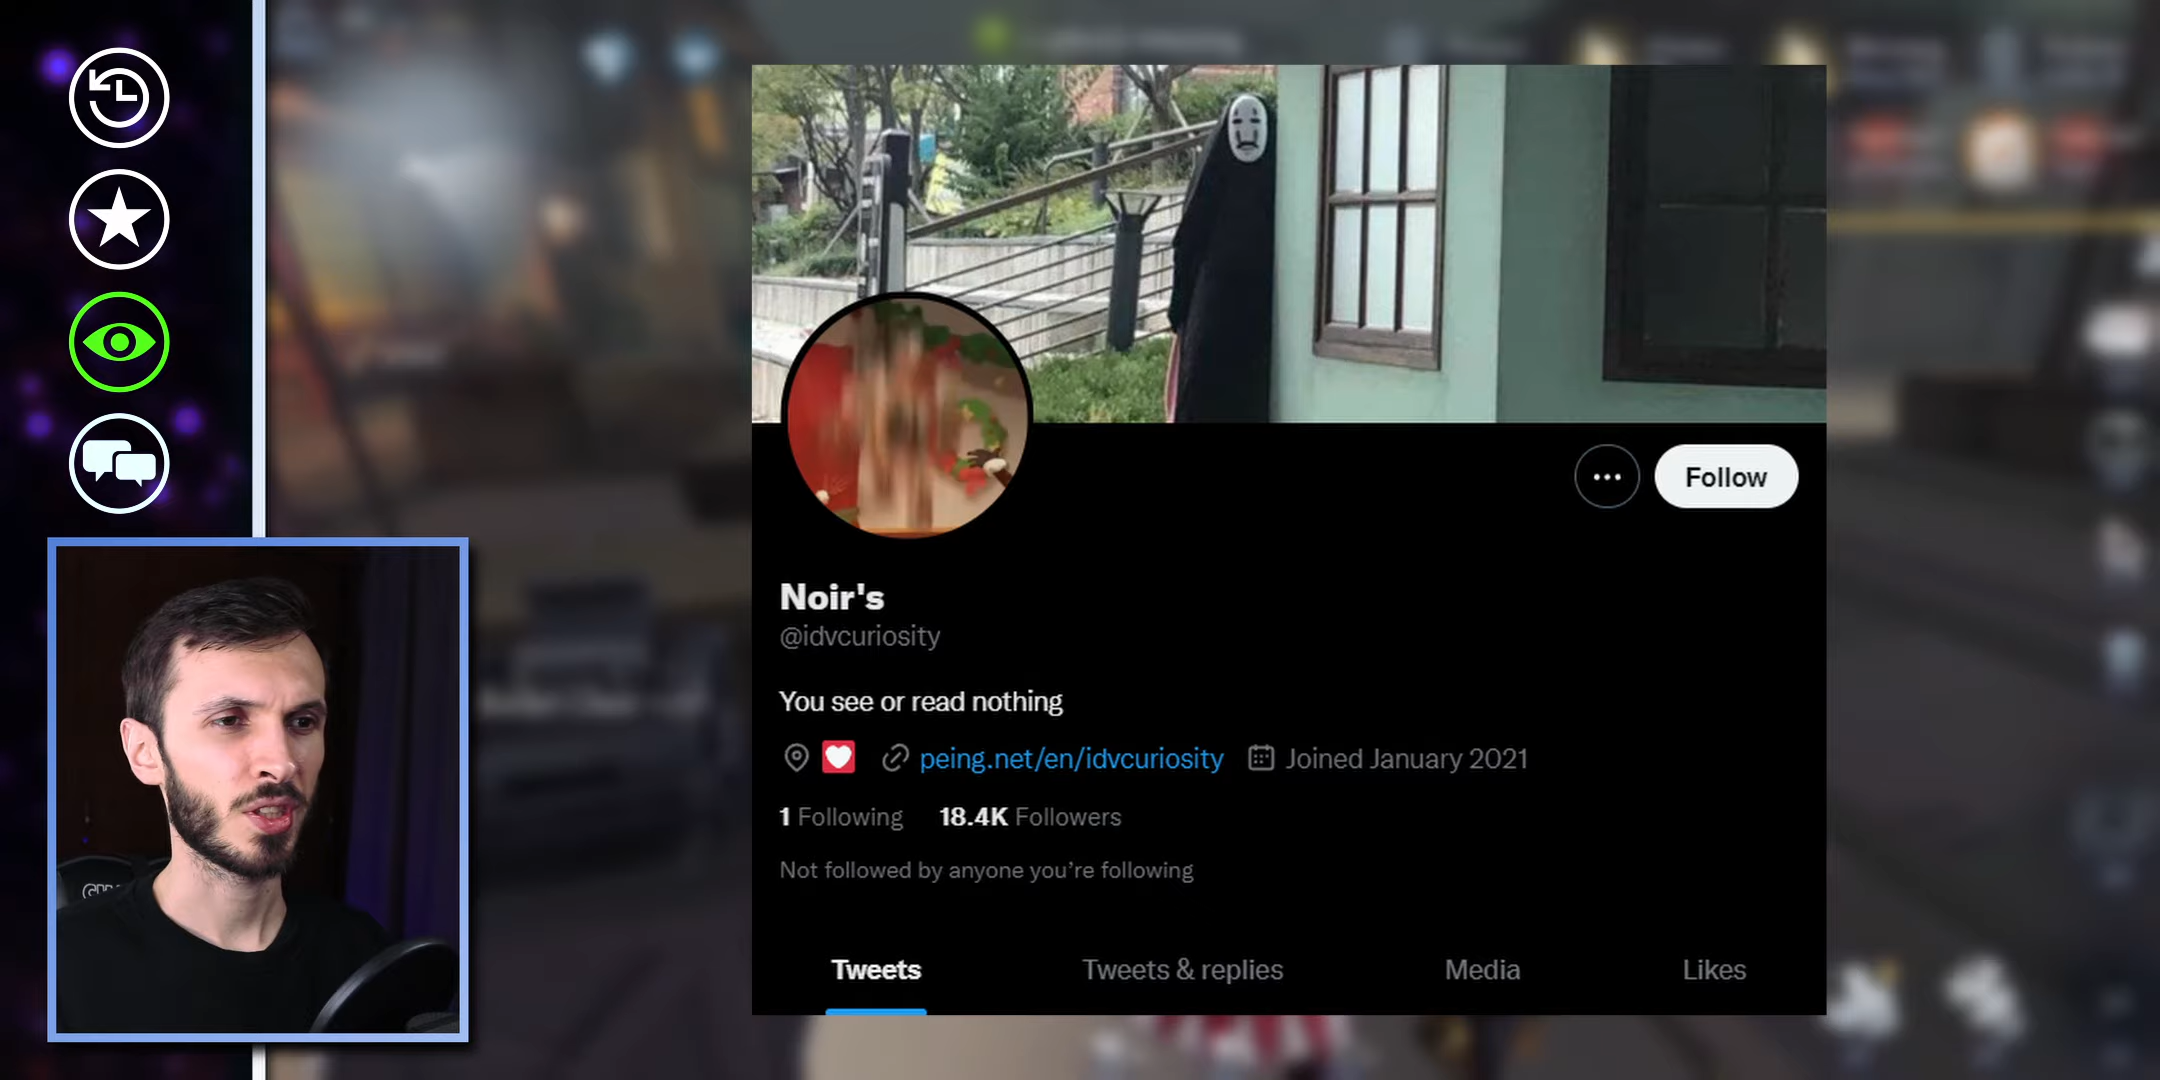 Follow
Noir's
@idvcuriosity
You see or read nothing
peing.net/en/idvcuriosity Joined January 2021
1 Following 18.4K Followers
Not followed by anyone you’re following
Tweets Tweets & replies Media Likes